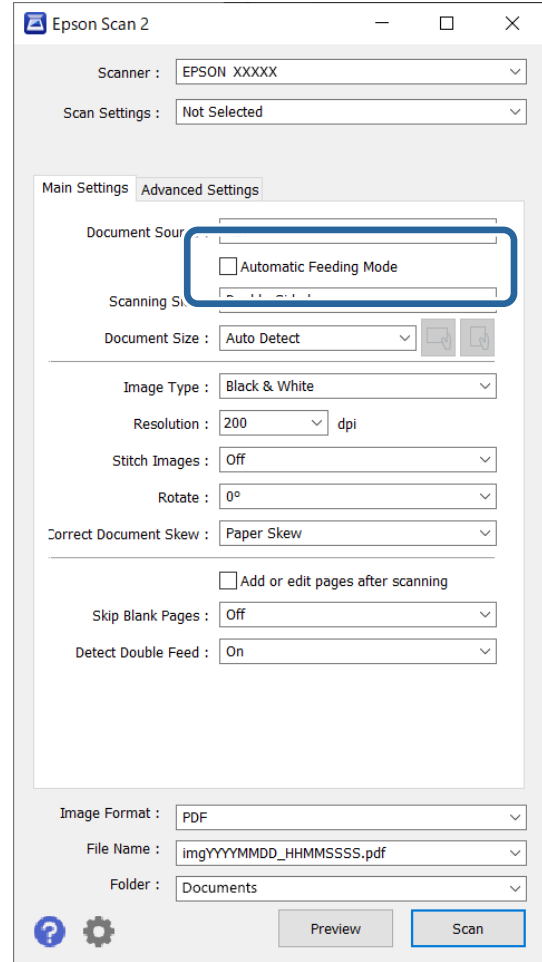 Epson Scan 2
Scanner : EPSON XXXXX
Scan Settings : Not Selected
Main Settings Advanced Settings
Document
Automatic Feeding Mode
Scanning
Document Size : Auto Detect
Image Type : Black & White
Resolution : 200 dpi
Stitch Images : Off
Rotate : 0°
Correct Document Skew : Paper Skew
Add or edit pages after scanning
Skip Blank Pages : Off
Detect Double Feed : On
Image Format : PDF
File Name : imgYYYYMMDD_HHMMSSSS.pdf
Folder : Documents
? Preview Scan